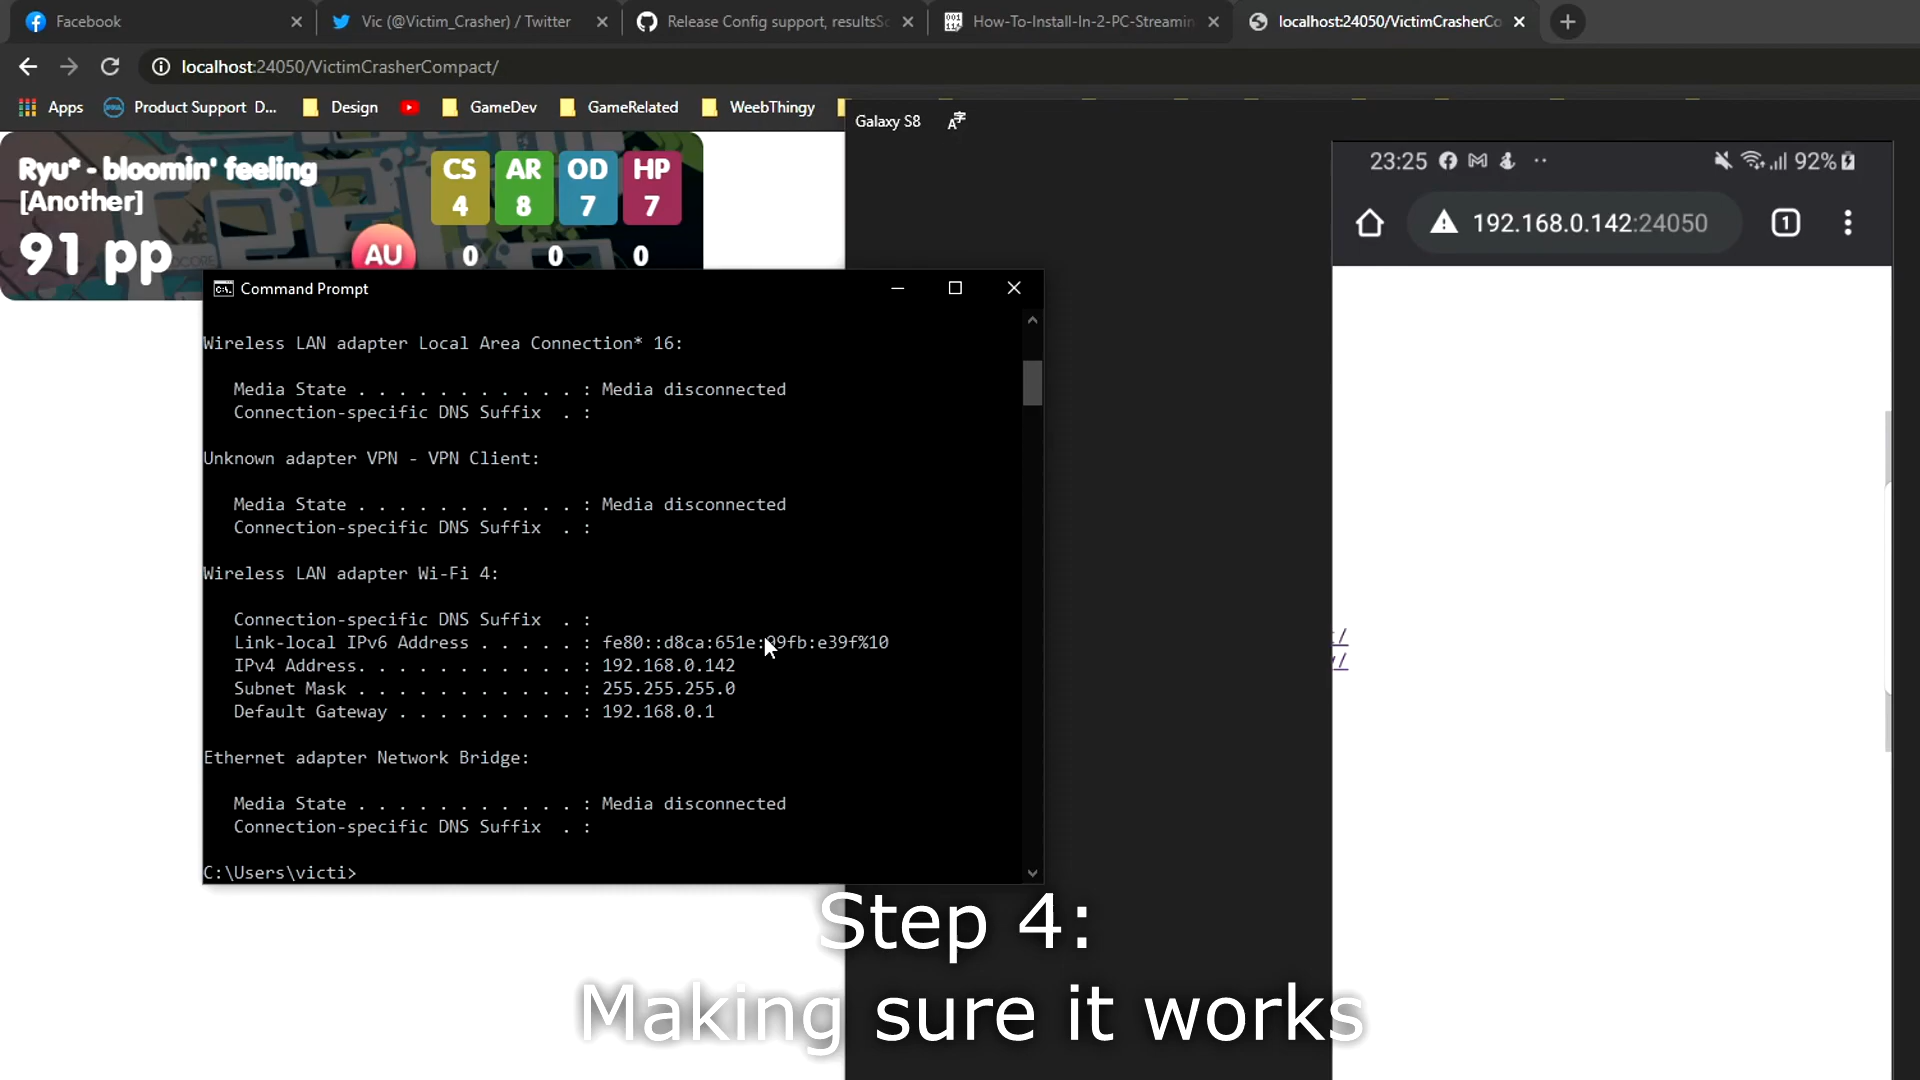 Facebook
Vic (@Victim_Crasher) / Twitter
Release Config support, resultsSc
How-To-Install-In-2-PC-Streamin
localhost:24050/VictimCrasherCo
localhost:24050/VictimCrasherCompact/
Apps
Product Support D...
Design
GameDev
GameRelated
WeebThingy
Galaxy S8
Ryu* - bloomin' feeling
[Another]
91 pp
CS
4
AR
8
OD
7
HP
7
AU
0
0
0
23:25
92%
192.168.0.142:24050
1
Command Prompt
Wireless LAN adapter Local Area Connection* 16:
Media State . . . . . . . . . . . : Media disconnected
Connection-specific DNS Suffix  . :
Unknown adapter VPN - VPN Client:
Media State . . . . . . . . . . . : Media disconnected
Connection-specific DNS Suffix  . :
Wireless LAN adapter Wi-Fi 4:
Connection-specific DNS Suffix  . :
Link-local IPv6 Address . . . . . : fe80::d8ca:651e:99fb:e39f%10
IPv4 Address. . . . . . . . . . . : 192.168.0.142
Subnet Mask . . . . . . . . . . . : 255.255.255.0
Default Gateway . . . . . . . . . : 192.168.0.1
Ethernet adapter Network Bridge:
Media State . . . . . . . . . . . : Media disconnected
Connection-specific DNS Suffix  . :
C:\Users\victi>
Step 4:
Making sure it works